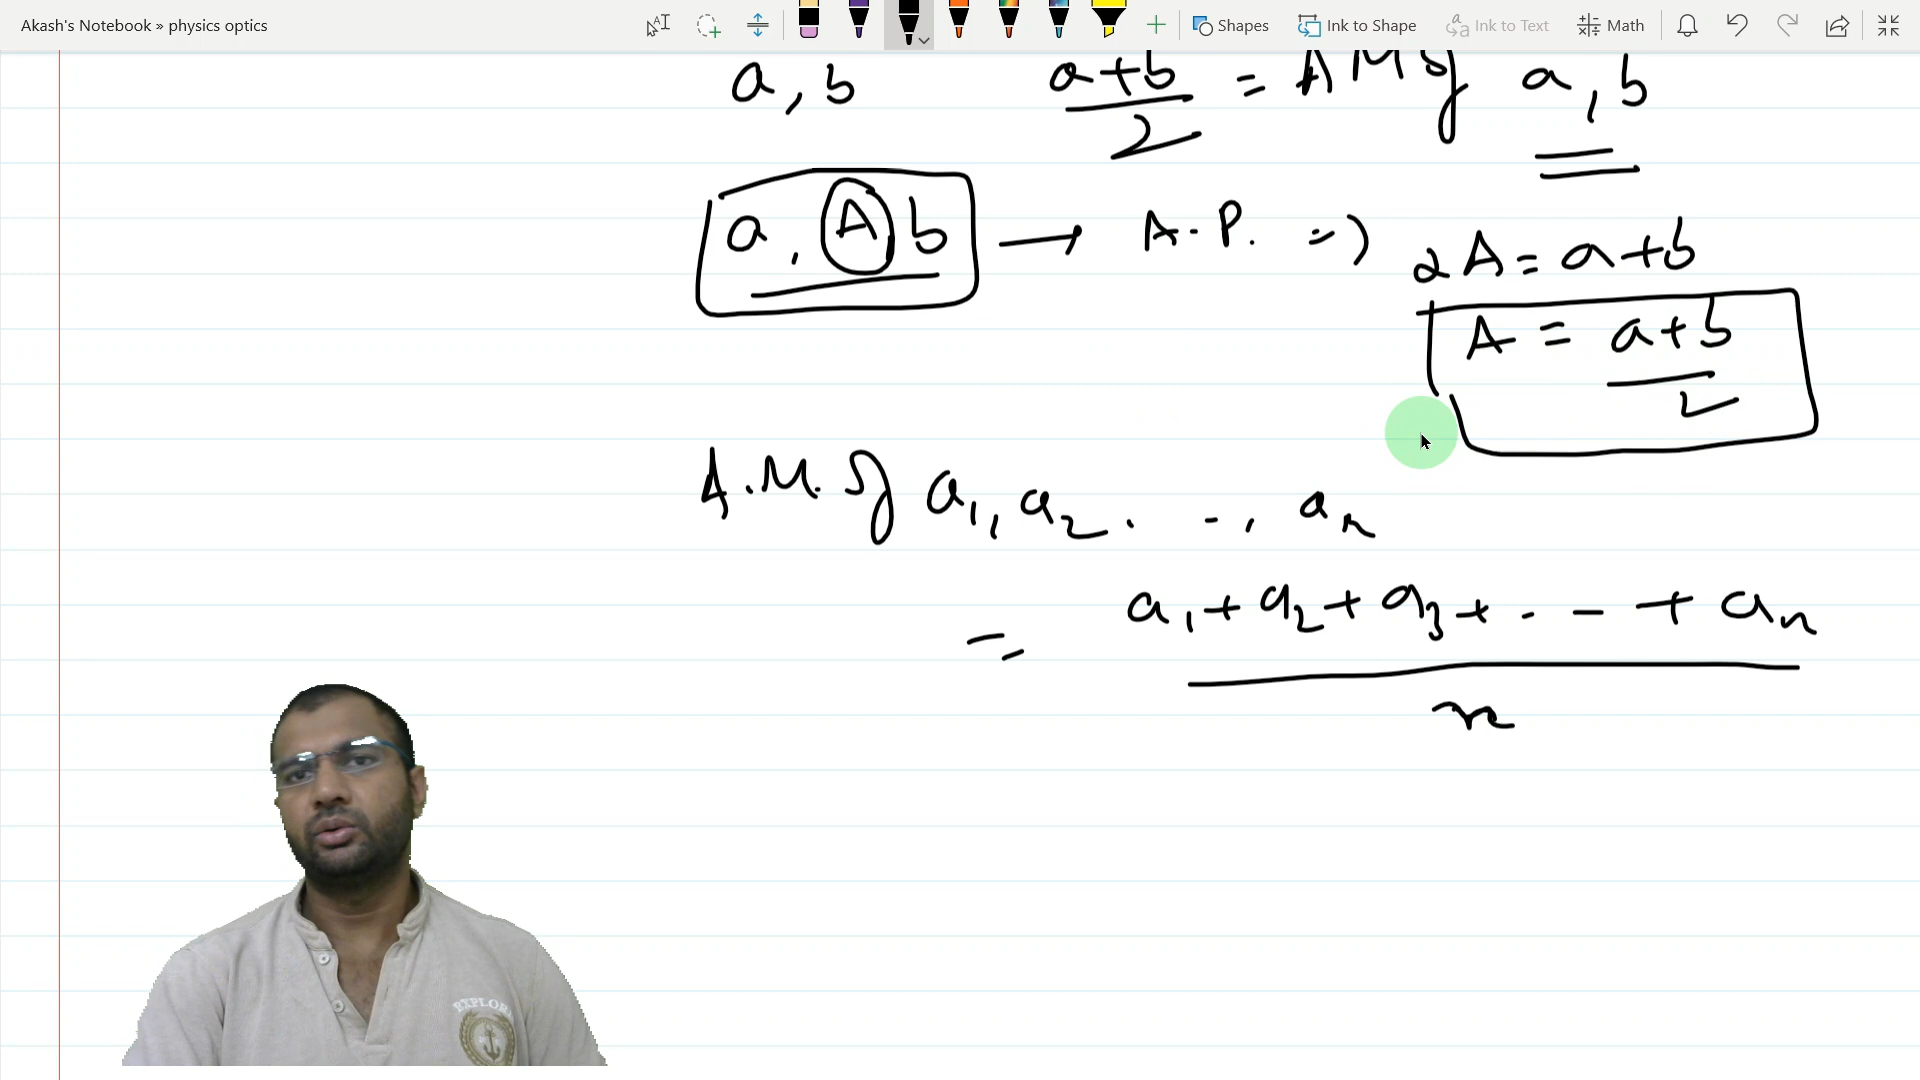 Akash's Notebook » physics optics
Shapes
Ink to Shape
Ink to Text
Math
a, b a+b/2 = A M of a, b
a, A b → A.P. => 2A = a+b
A = a+b/2
A.M. of a₁, a₂. - ., aₙ
= a₁ + a₂ + a₃ + . - - + aₙ
n
EXPLOR